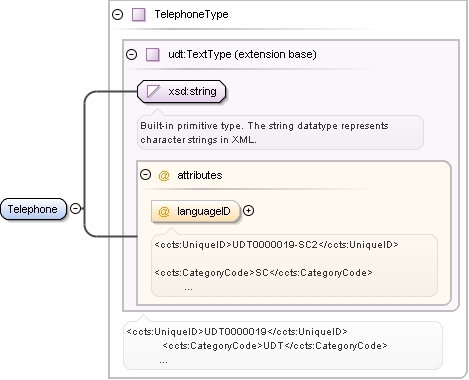 TelephoneType
udt:TextType (extension base)
xsd:string
Built-in primitive type. The string datatype represents
character strings in XML.
@ attributes
Telephone
@ languageID
<ccts:UniqueID>UDT0000019-SC2</ccts:UniqueID>
<ccts:CategoryCode>SC</ccts:CategoryCode>
...
<ccts:UniqueID>UDT0000019</ccts:UniqueID>
<ccts:CategoryCode>UDT</ccts:CategoryCode>
...